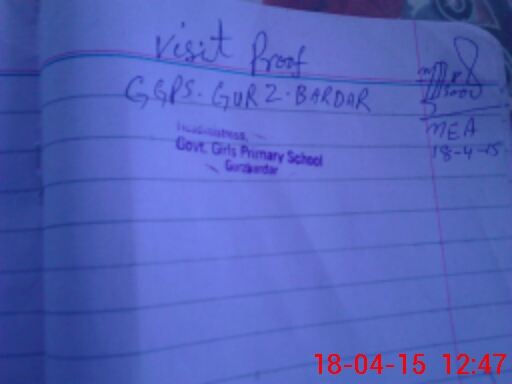 Visit Proof
GGPS. GURZ. BARDAR
Headmistress,
Govt. Girls Primary School
Gurzbardar
MEA
18-4-15
18-04-15 12:47